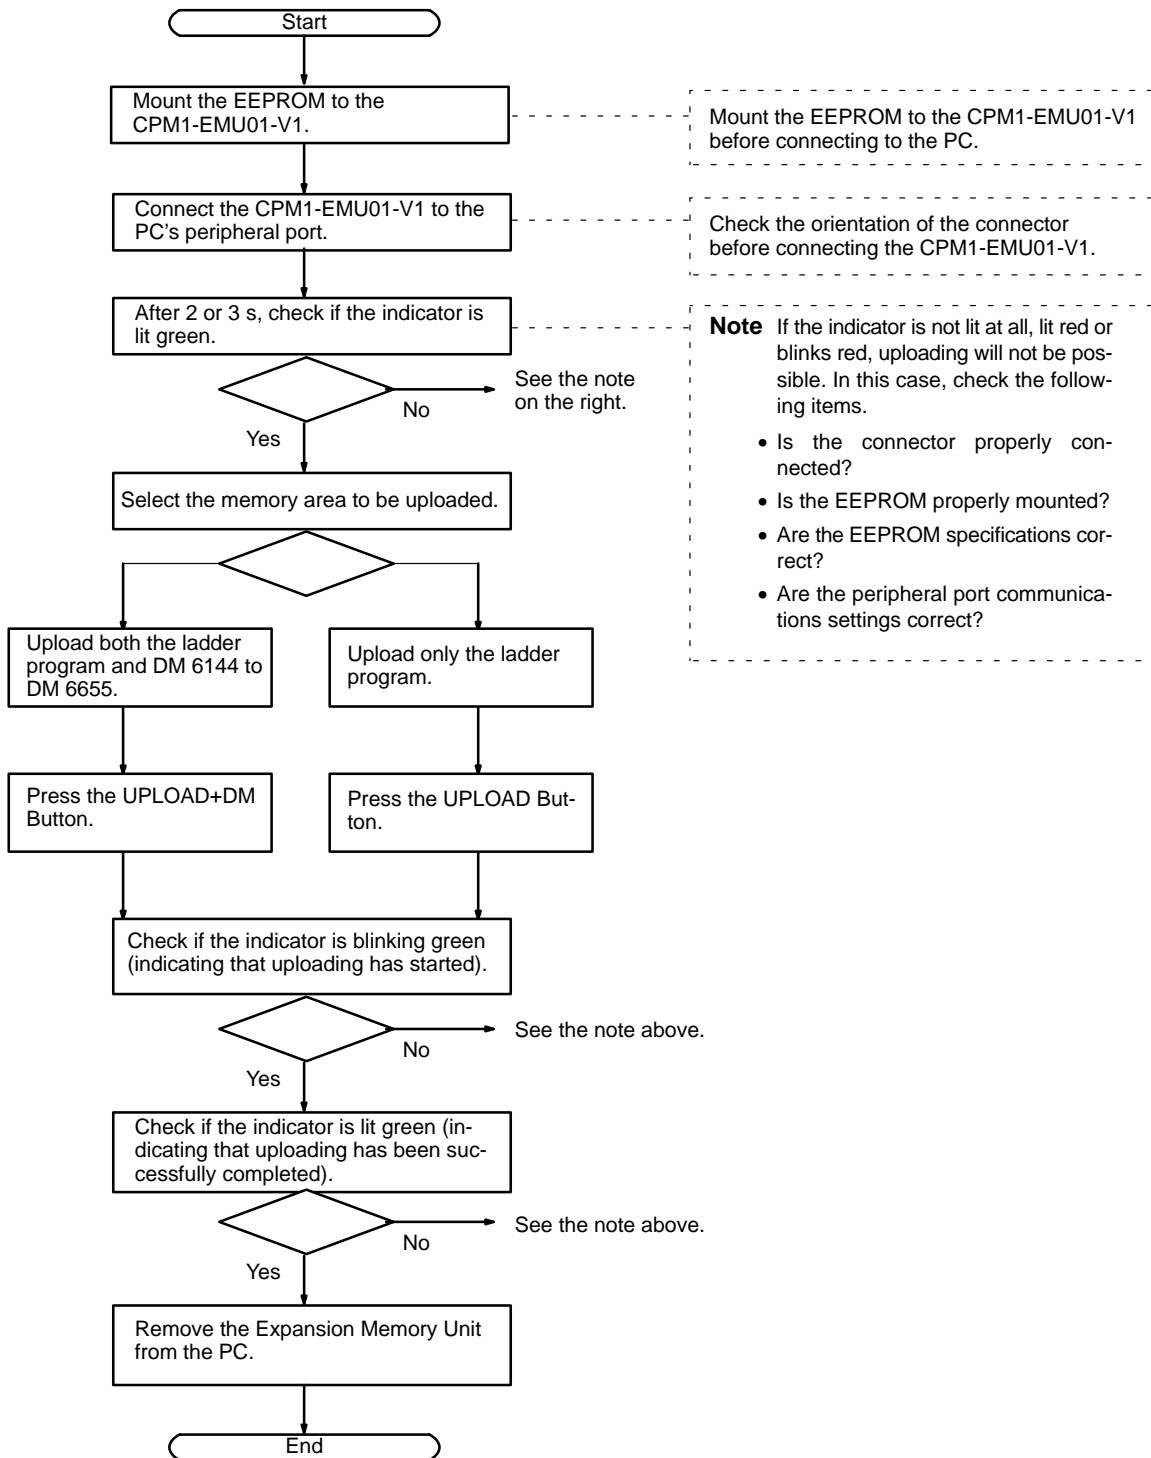 Start
Mount the EEPROM to the
CPM1-EMU01-V1.
Mount the EEPROM to the CPM1-EMU01-V1
before connecting to the PC.
Connect the CPM1-EMU01-V1 to the
PC's peripheral port.
Check the orientation of the connector
before connecting the CPM1-EMU01-V1.
After 2 or 3 s, check if the indicator is
lit green.
Note If the indicator is not lit at all, lit red or
blinks red, uploading will not be pos-
sible. In this case, check the follow-
ing items.
• Is the connector properly con-
nected?
• Is the EEPROM properly mounted?
• Are the EEPROM specifications cor-
rect?
• Are the peripheral port communica-
tions settings correct?
No
See the note
on the right.
Yes
Select the memory area to be uploaded.
Upload both the ladder
program and DM 6144 to
DM 6655.
Upload only the ladder
program.
Press the UPLOAD+DM
Button.
Press the UPLOAD But-
ton.
Check if the indicator is blinking green
(indicating that uploading has started).
No
See the note above.
Yes
Check if the indicator is lit green (in-
dicating that uploading has been suc-
cessfully completed).
No
See the note above.
Yes
Remove the Expansion Memory Unit
from the PC.
End